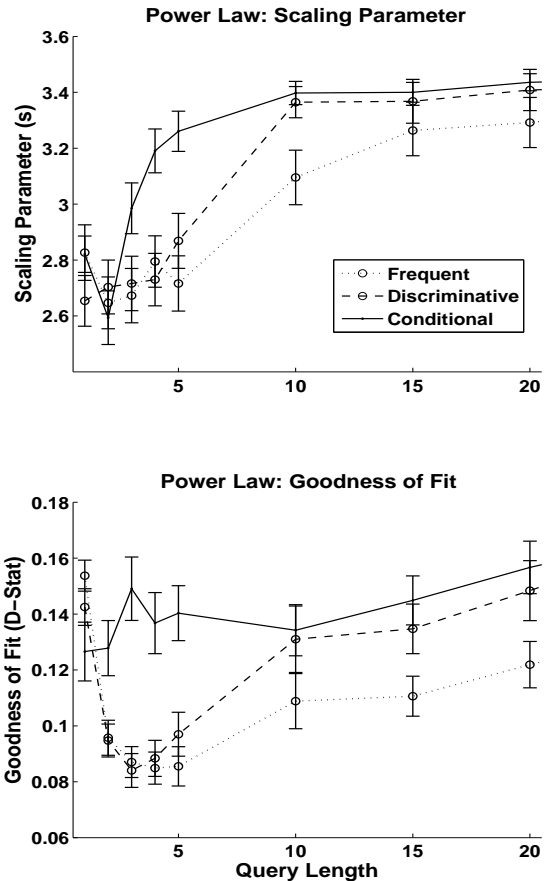 Power Law: Scaling Parameter
3.6
3.4
3.2
3
2.8
2.6
Scaling Parameter (s)
Frequent
Discriminative
Conditional
5 10 15 20
Power Law: Goodness of Fit
0.18
0.16
0.14
0.12
0.1
0.08
0.06
Goodness of Fit (D−Stat)
5 10 15 20
Query Length